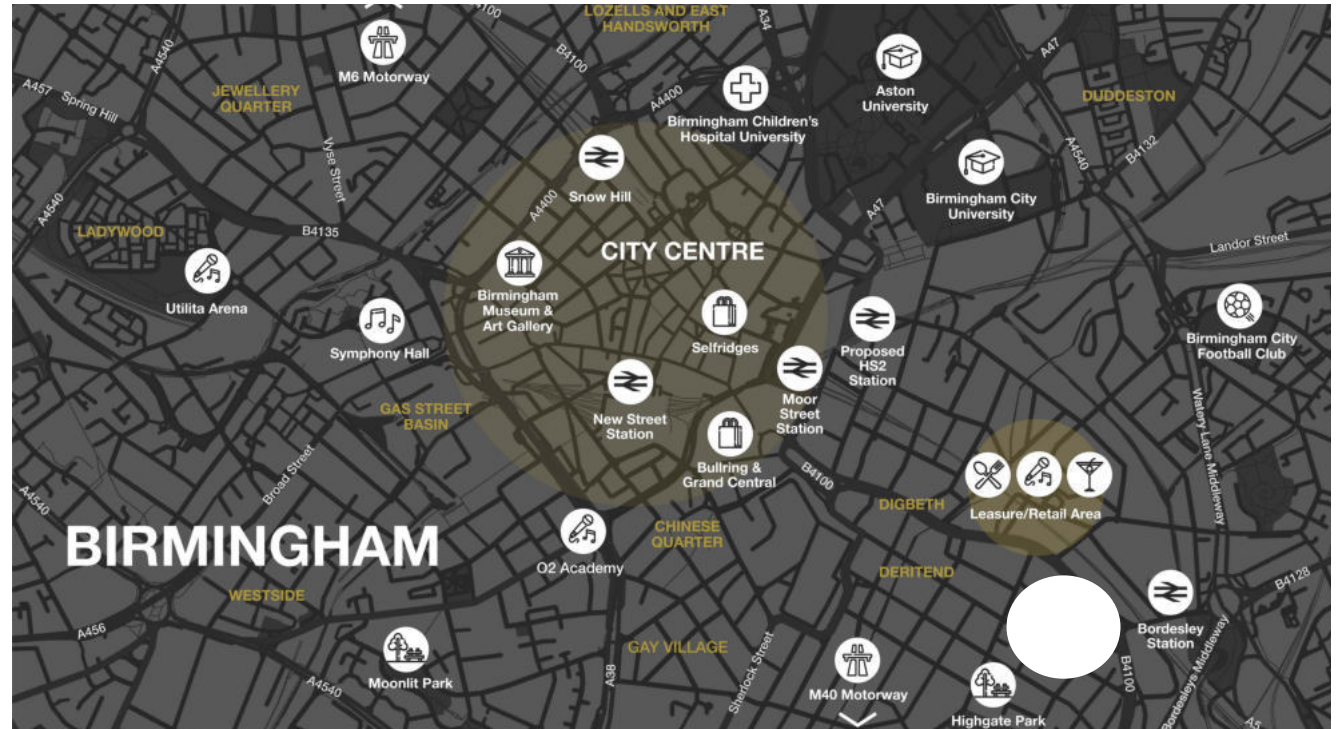 LOZELLS AND EAST
HANDSWORTH
A34
A4540
B4100
A47
M6 Motorway
JEWELLERY
QUARTER
A457
Spring Hill
B4100
A4400
Birmingham Children's
Hospital University
Aston
University
DUDDESTON
Vyse Street
Snow Hill
A4400
A4540
B4132
Birmingham City
University
A47
A4540
LADYWOOD
B4135
CITY CENTRE
Landor Street
Utilita Arena
Birmingham
Museum &
Art Gallery
Symphony Hall
Selfridges
Proposed
HS2
Station
Birmingham City
Football Club
New Street
Station
Moor
Street
Station
GAS STREET
BASIN
Watery Lane Middleway
Bullring &
Grand Central
B4100
Broad Street
A4540
DIGBETH
Leasure/Retail Area
BIRMINGHAM
CHINESE
QUARTER
O2 Academy
DERITEND
WESTSIDE
B4128
A456
Bordesley
Station
GAY VILLAGE
Sherlock Street
A38
Moonlit Park
A4540
M40 Motorway
Highgate Park
B4100
Bordesleys Middleway